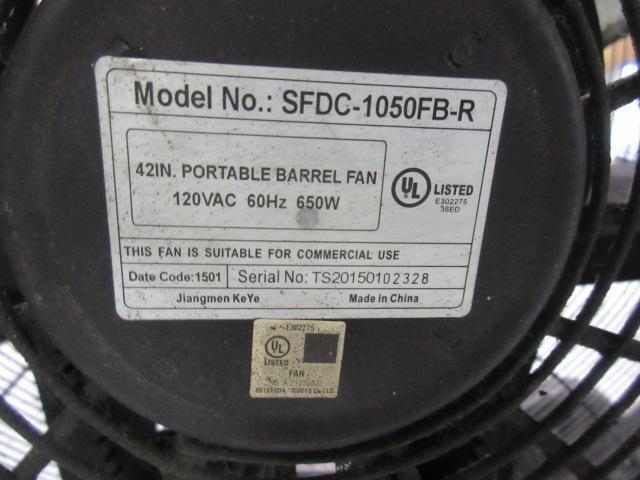 Model No.: SFDC-1050FB-R
42IN. PORTABLE BARREL FAN
120VAC 60Hz 650W
UL LISTED
E302275
36ED
THIS FAN IS SUITABLE FOR COMMERCIAL USE
Date Code:1501 Serial No: TS20150102328
Jiangmen KeYe Made in China
E302275
UL
LISTED
FAN
No.